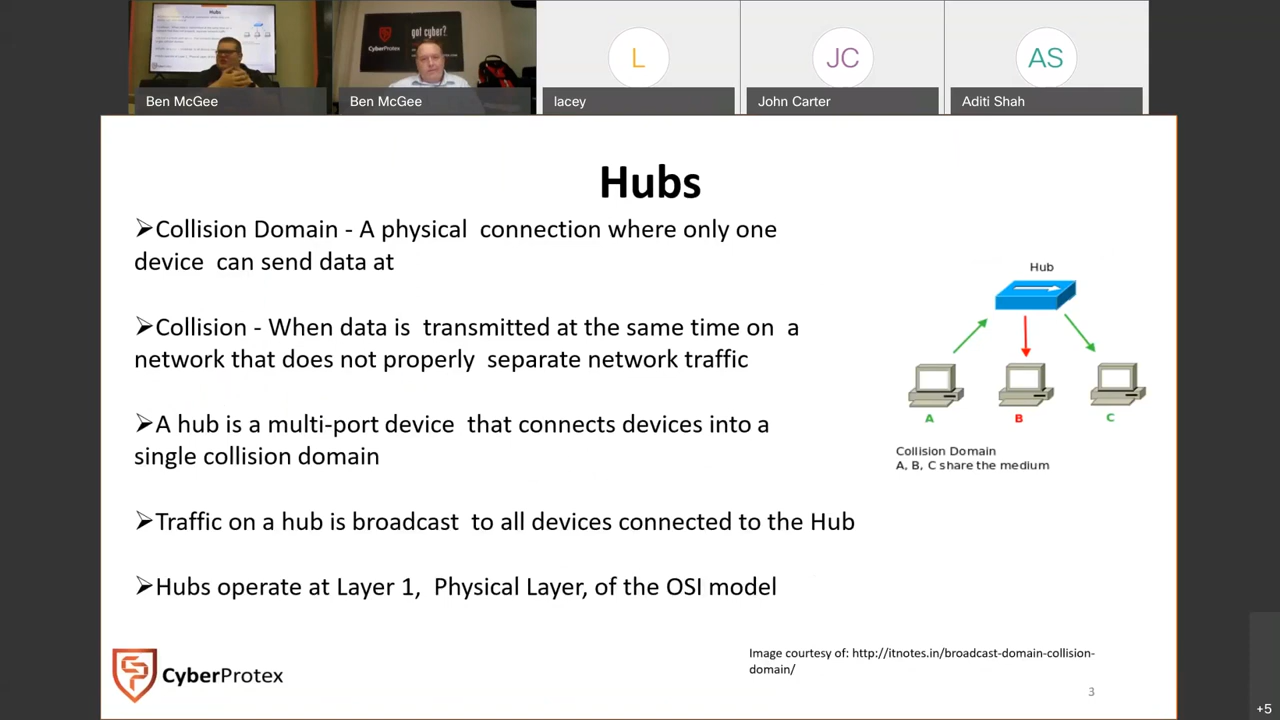 CyberProtex
got cyber?
Hubs
L
JC
AS
Ben McGee
Ben McGee
lacey
John Carter
Aditi Shah
Hubs
➢Collision Domain - A physical connection where only one
device can send data at
➢Collision - When data is transmitted at the same time on a
network that does not properly separate network traffic
➢A hub is a multi-port device that connects devices into a
single collision domain
➢Traffic on a hub is broadcast to all devices connected to the Hub
➢Hubs operate at Layer 1, Physical Layer, of the OSI model
Hub
A
B
C
Collision Domain
A, B, C share the medium
CyberProtex
Image courtesy of: http://itnotes.in/broadcast-domain-collision-
domain/
3
+5